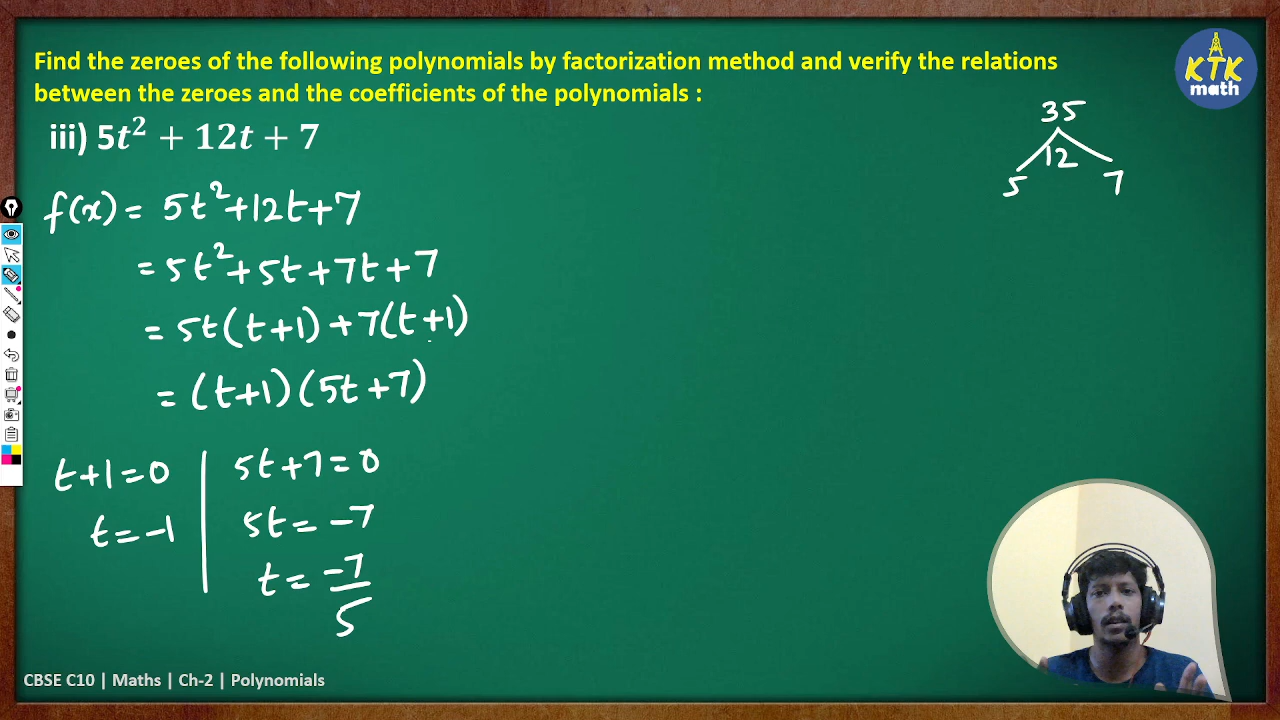 Find the zeroes of the following polynomials by factorization method and verify the relations
between the zeroes and the coefficients of the polynomials :
KTK
math
iii) 5t² + 12t + 7
35
12
5 7
f(x) = 5t²+12t+7
= 5t²+5t+7t+7
= 5t(t+1)+7(t+1)
= (t+1)(5t+7)
t+1=0 | 5t+7=0
t=-1 | 5t=-7
t=-7/5
CBSE C10 | Maths | Ch-2 | Polynomials